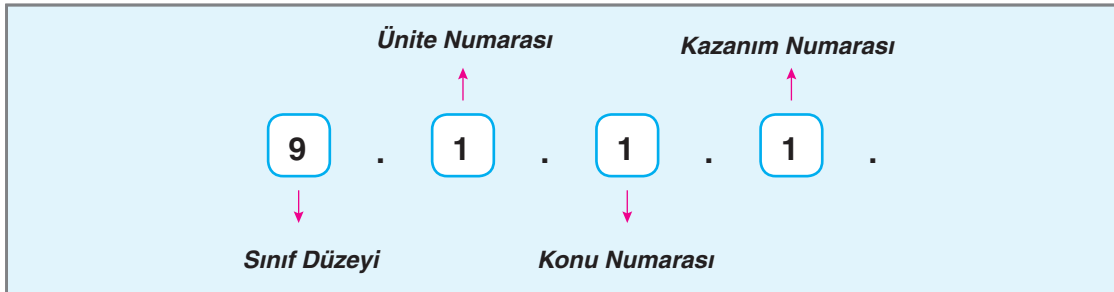 Ünite Numarası Kazanım Numarası
9 . 1 . 1 . 1 .
Sınıf Düzeyi Konu Numarası